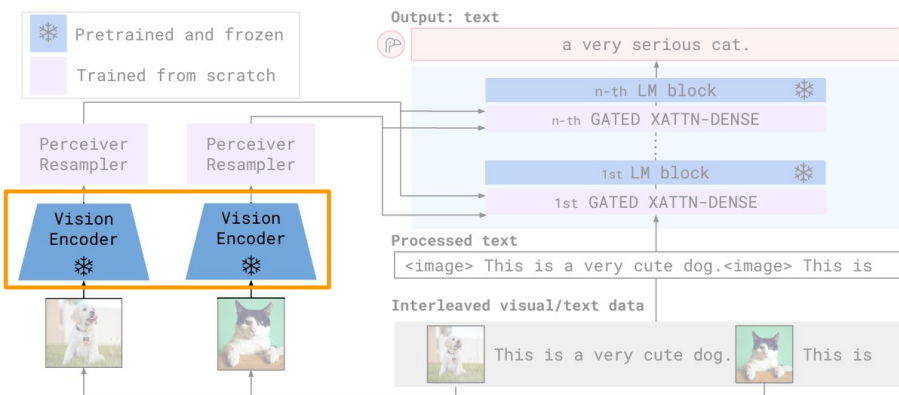 Pretrained and frozen
Trained from scratch
Output: text
a very serious cat.
n-th LM block
n-th GATED XATTN-DENSE
1st LM block
1st GATED XATTN-DENSE
Perceiver
Resampler
Perceiver
Resampler
Vision
Encoder
Vision
Encoder
Processed text
<image> This is a very cute dog.<image> This is
Interleaved visual/text data
This is a very cute dog.
This is